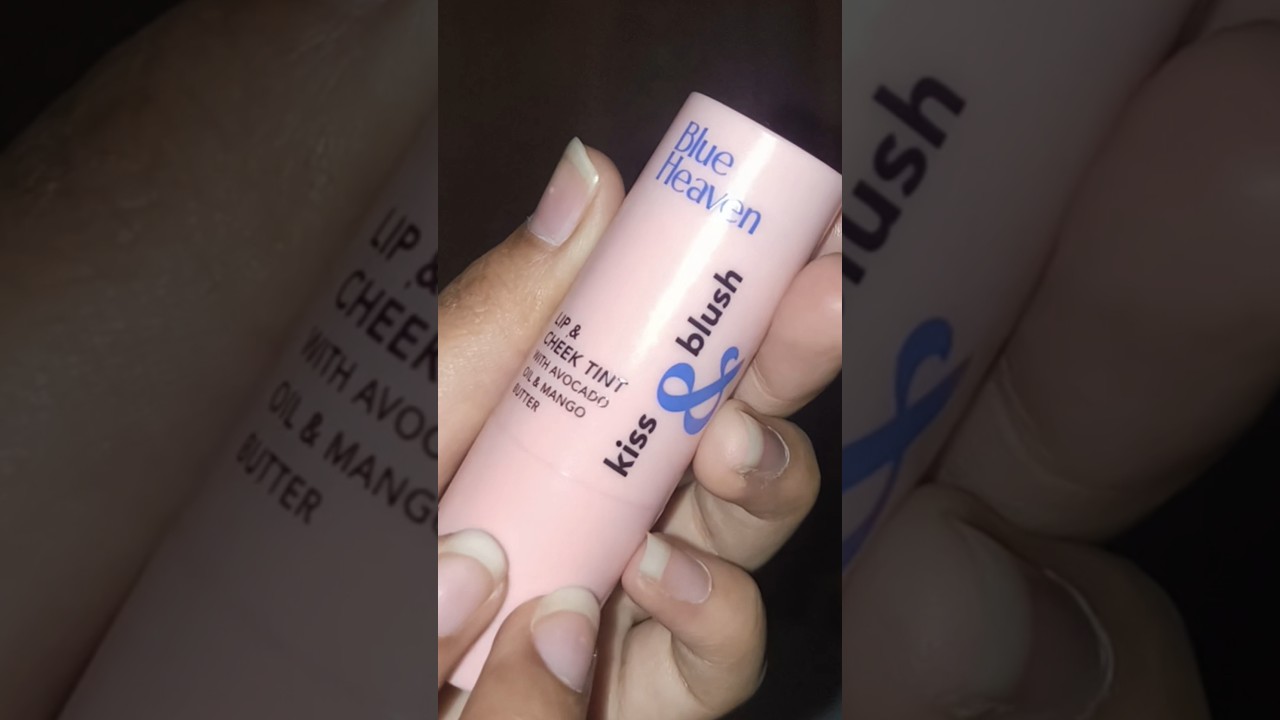 Blue
Heaven
kiss & blush
LIP &
CHEEK TINT
WITH AVOCADO
OIL & MANGO
BUTTER